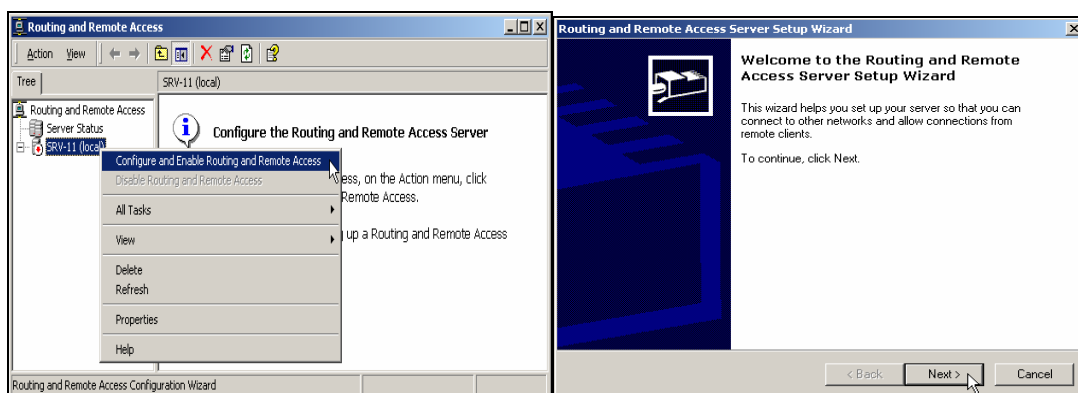 Routing and Remote Access
Action View
Tree
SRV-11 (local)
Routing and Remote Access
Server Status
SRV-11 (local)
Configure the Routing and Remote Access Server
Configure and Enable Routing and Remote Access
Disable Routing and Remote Access
ess, on the Action menu, click
Remote Access.
All Tasks
up a Routing and Remote Access
View
Delete
Refresh
Properties
Help
Routing and Remote Access Configuration Wizard
Routing and Remote Access Server Setup Wizard
Welcome to the Routing and Remote
Access Server Setup Wizard
This wizard helps you set up your server so that you can
connect to other networks and allow connections from
remote clients.
To continue, click Next.
< Back Next > Cancel